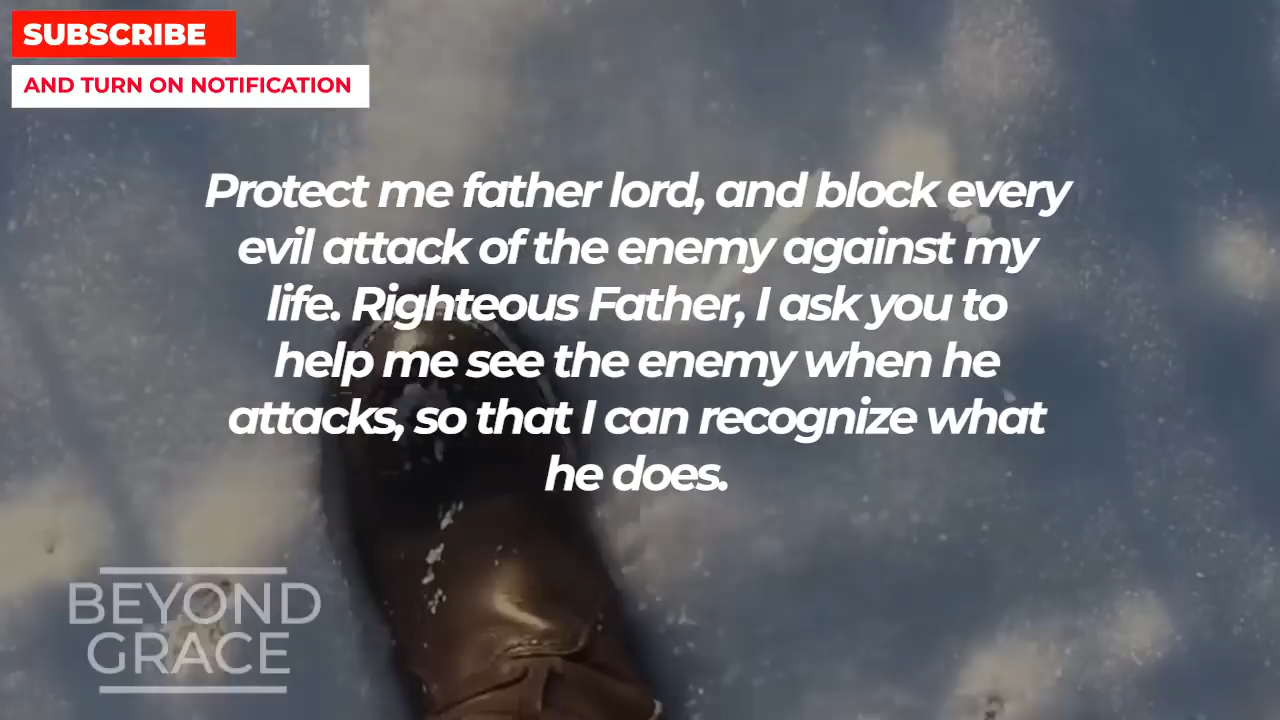 SUBSCRIBE
AND TURN ON NOTIFICATION
Protect me father lord, and block every
evil attack of the enemy against my
life. Righteous Father, I ask you to
help me see the enemy when he
attacks, so that I can recognize what
he does.
BEYOND
GRACE